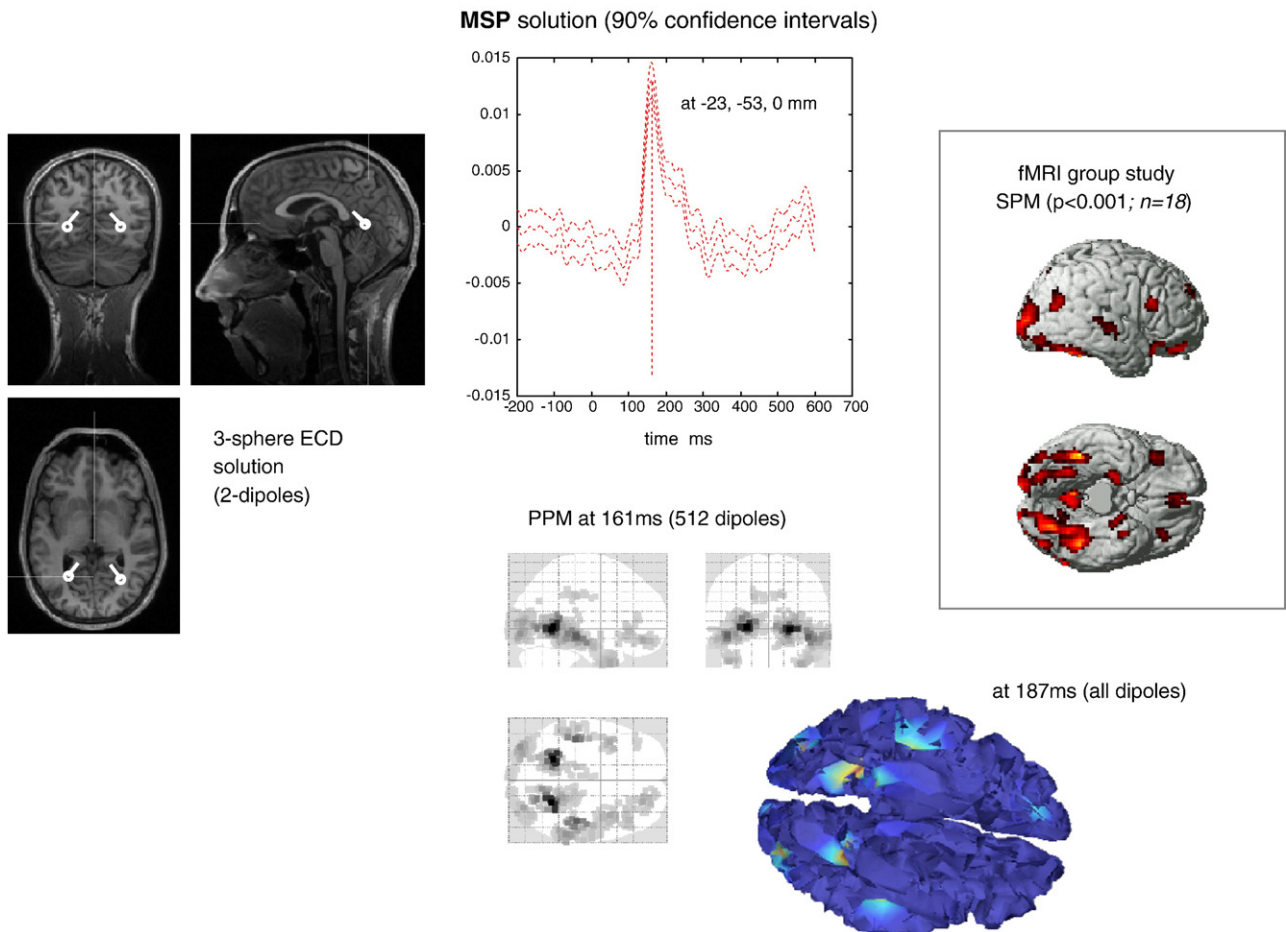 MSP solution (90% confidence intervals)
0.015
0.01
0.005
0
-0.005
-0.01
-0.015
at -23, -53, 0 mm
-200 -100 0 100 200 300 400 500 600 700
time ms
3-sphere ECD
solution
(2-dipoles)
fMRI group study
SPM (p<0.001; n=18)
PPM at 161ms (512 dipoles)
at 187ms (all dipoles)